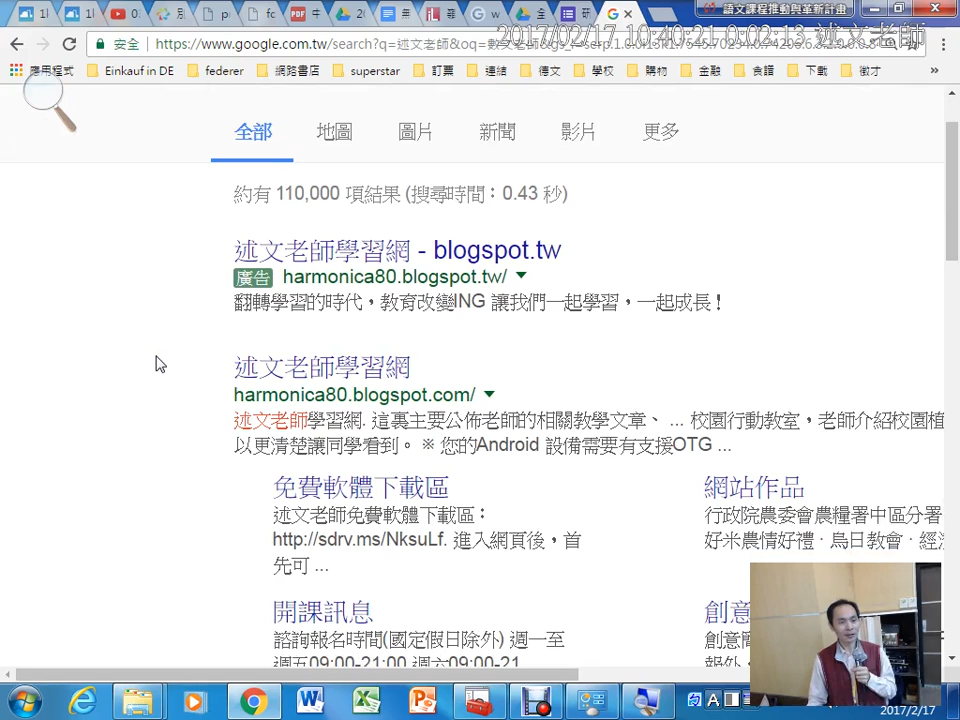 語文課程推動與革新計畫
2017/02/17 10:40:21 0:02:13 述文老師
安全 https://www.google.com.tw/search?q=述文老師&oq=
應用程式 Einkauf in DE federer 網路書店 superstar 訂票 連結 德文 學校 購物 金融 食譜 下載 徵才 »
全部 地圖 圖片 新聞 影片 更多
約有 110,000 項結果 (搜尋時間：0.43 秒)
述文老師學習網 - blogspot.tw
廣告 harmonica80.blogspot.tw/
翻轉學習的時代，教育改變ING 讓我們一起學習，一起成長！
述文老師學習網
harmonica80.blogspot.com/
述文老師學習網. 這裏主要公佈老師的相關教學文章、 ... 校園行動教室，老師介紹校園植
以更清楚讓同學看到。 ※ 您的Android 設備需要有支援OTG ...
免費軟體下載區
述文老師免費軟體下載區：
http://sdrv.ms/NksuLf. 進入網頁後，首
先可 ...
網站作品
行政院農委會農糧署中區分署
好米農情好禮 · 烏日教會 · 經
開課訊息
諮詢報名時間(國定假日除外) 週一至
週五09:00-21:00 週六09:00-21
創意
創意
報外
2017/2/17